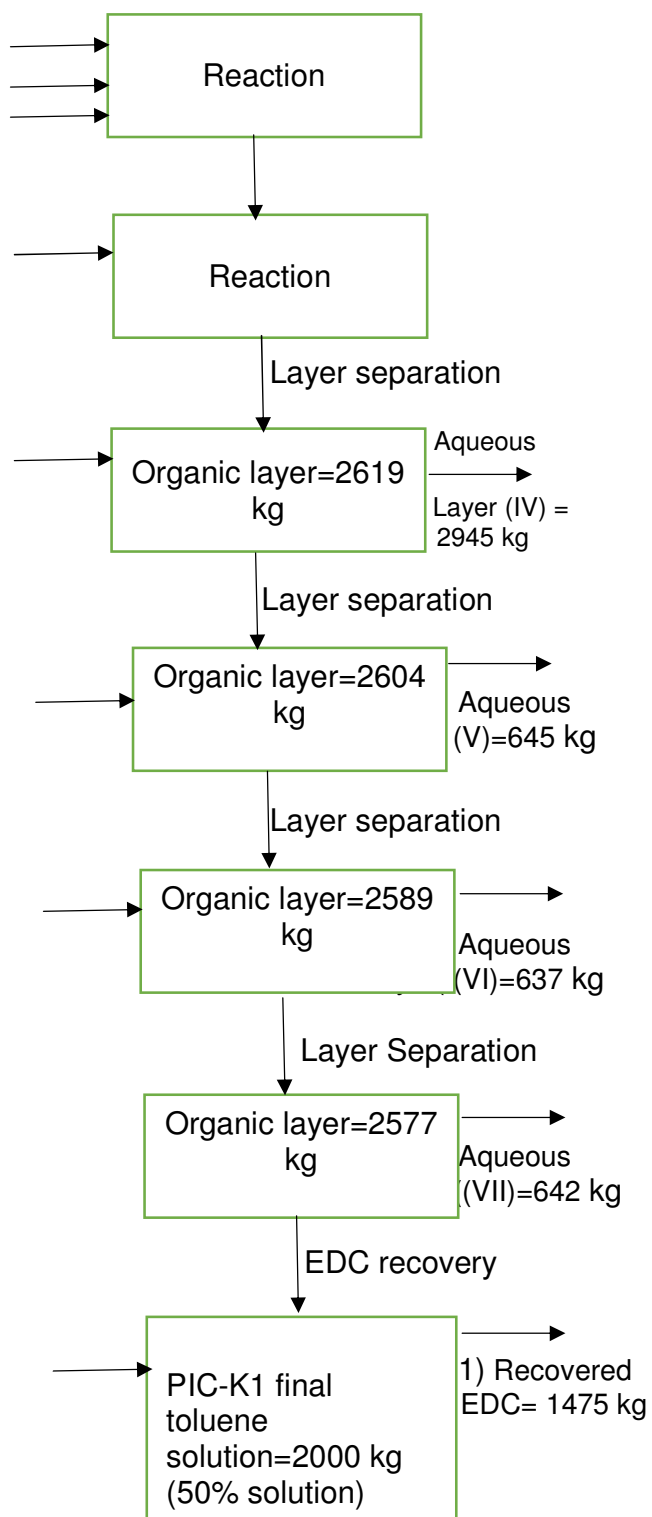 Reaction
Reaction
Layer separation
Organic layer=2619
kg
Aqueous
Layer (IV) =
2945 kg
Layer separation
Organic layer=2604
kg
Aqueous
(V)=645 kg
Layer separation
Organic layer=2589
kg
Aqueous
(VI)=637 kg
Layer Separation
Organic layer=2577
kg
Aqueous
(VII)=642 kg
EDC recovery
PIC-K1 final
toluene
solution=2000 kg
(50% solution)
1) Recovered
EDC= 1475 kg